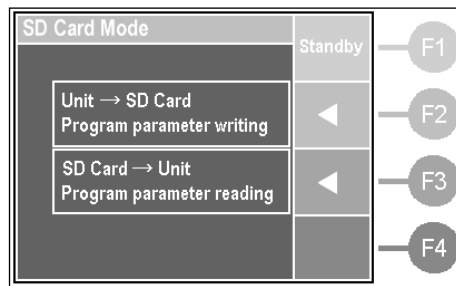 SD Card Mode
Standby
F1
Unit → SD Card
Program parameter writing
F2
SD Card → Unit
Program parameter reading
F3
F4